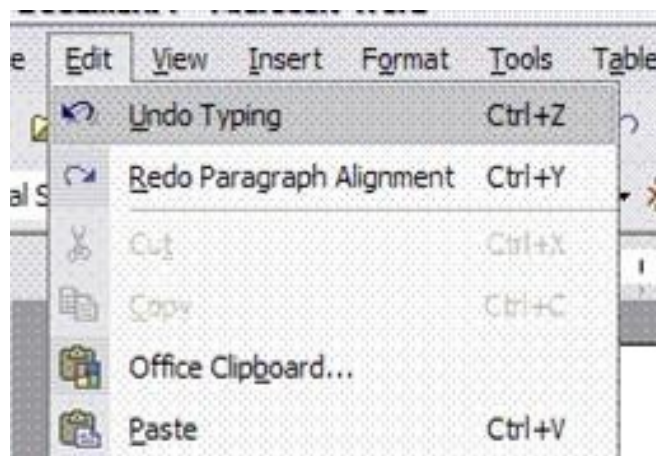 Edit View Insert Format Tools Table
Undo Typing Ctrl+Z
Redo Paragraph Alignment Ctrl+Y
Cut Ctrl+X
Copy Ctrl+C
Office Clipboard...
Paste Ctrl+V